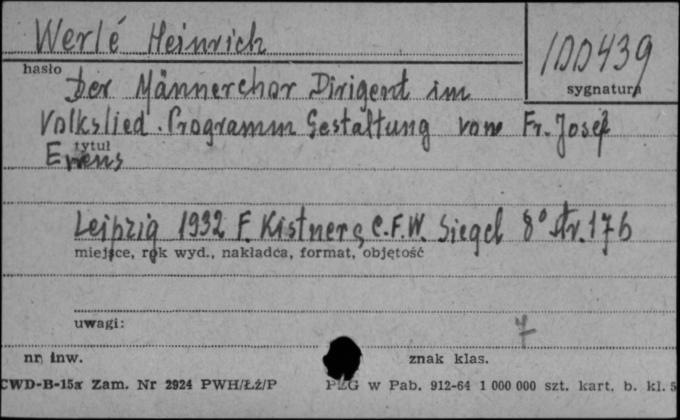 Werlé Heinrich
100439
hasło
sygnatura
Der Männerchor Dirigent im
Volkslied. Programm Gestaltung von Fr. Josef
tytuł
Ewens
Leipzig 1932 F. Kistner & C.F.W. Siegel 8° str. 176
miejsce, rok wyd., nakładca, format, objętość
uwagi:
7
nr inw.
znak klas.
CWD-B-15a Zam. Nr 2924 PWH/Łź/P PZG w Pab. 912-64 1 000 000 szt. kart. b. kl. 5